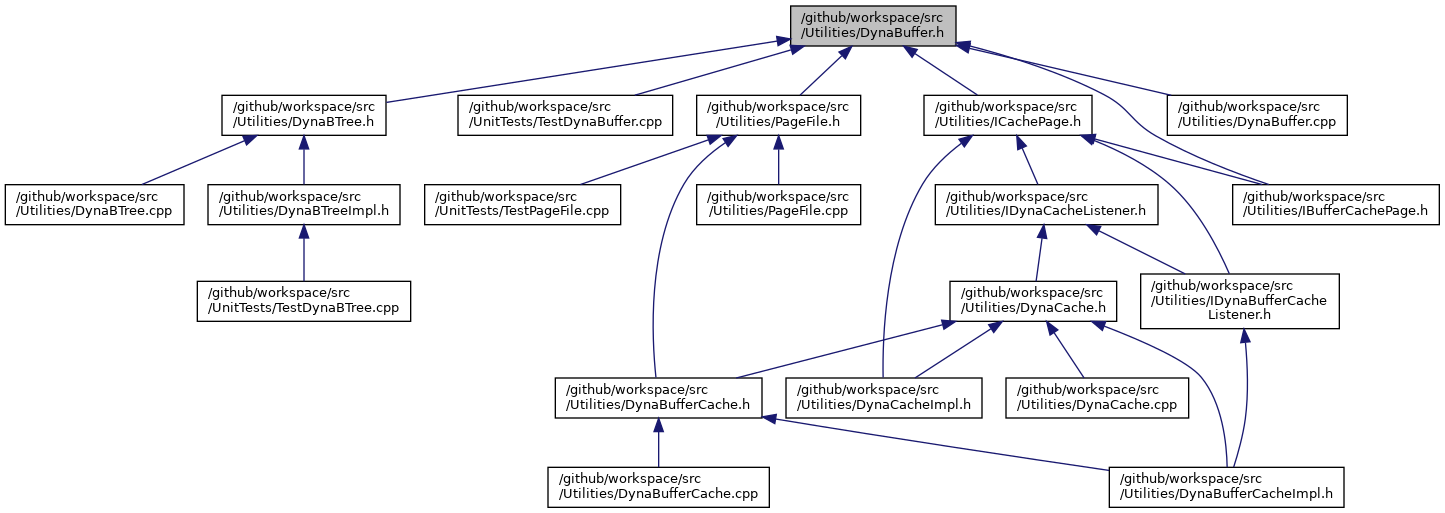 /github/workspace/src
/Utilities/DynaBuffer.h
/github/workspace/src
/Utilities/DynaBTree.h
/github/workspace/src
/UnitTests/TestDynaBuffer.cpp
/github/workspace/src
/Utilities/PageFile.h
/github/workspace/src
/Utilities/ICachePage.h
/github/workspace/src
/Utilities/DynaBuffer.cpp
/github/workspace/src
/Utilities/DynaBTree.cpp
/github/workspace/src
/Utilities/DynaBTreeImpl.h
/github/workspace/src
/UnitTests/TestPageFile.cpp
/github/workspace/src
/Utilities/PageFile.cpp
/github/workspace/src
/Utilities/IDynaCacheListener.h
/github/workspace/src
/Utilities/IBufferCachePage.h
/github/workspace/src
/UnitTests/TestDynaBTree.cpp
/github/workspace/src
/Utilities/DynaCache.h
/github/workspace/src
/Utilities/IDynaBufferCache
Listener.h
/github/workspace/src
/Utilities/DynaBufferCache.h
/github/workspace/src
/Utilities/DynaCacheImpl.h
/github/workspace/src
/Utilities/DynaCache.cpp
/github/workspace/src
/Utilities/DynaBufferCache.cpp
/github/workspace/src
/Utilities/DynaBufferCacheImpl.h